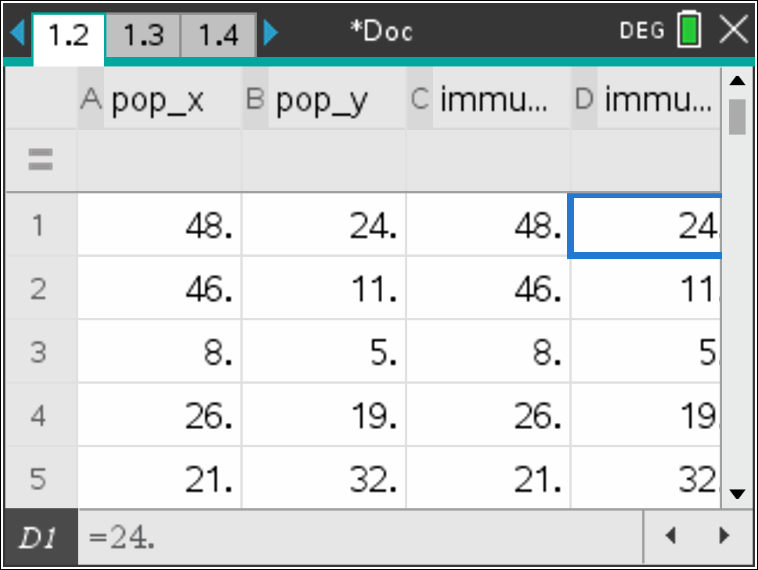 1.2 1.3 1.4 *Doc DEG
A pop_x B pop_y C immu... D immu...
=
1 48. 24. 48. 24
2 46. 11. 46. 11.
3 8. 5. 8. 5
4 26. 19. 26. 19.
5 21. 32. 21. 32.
D1 =24.